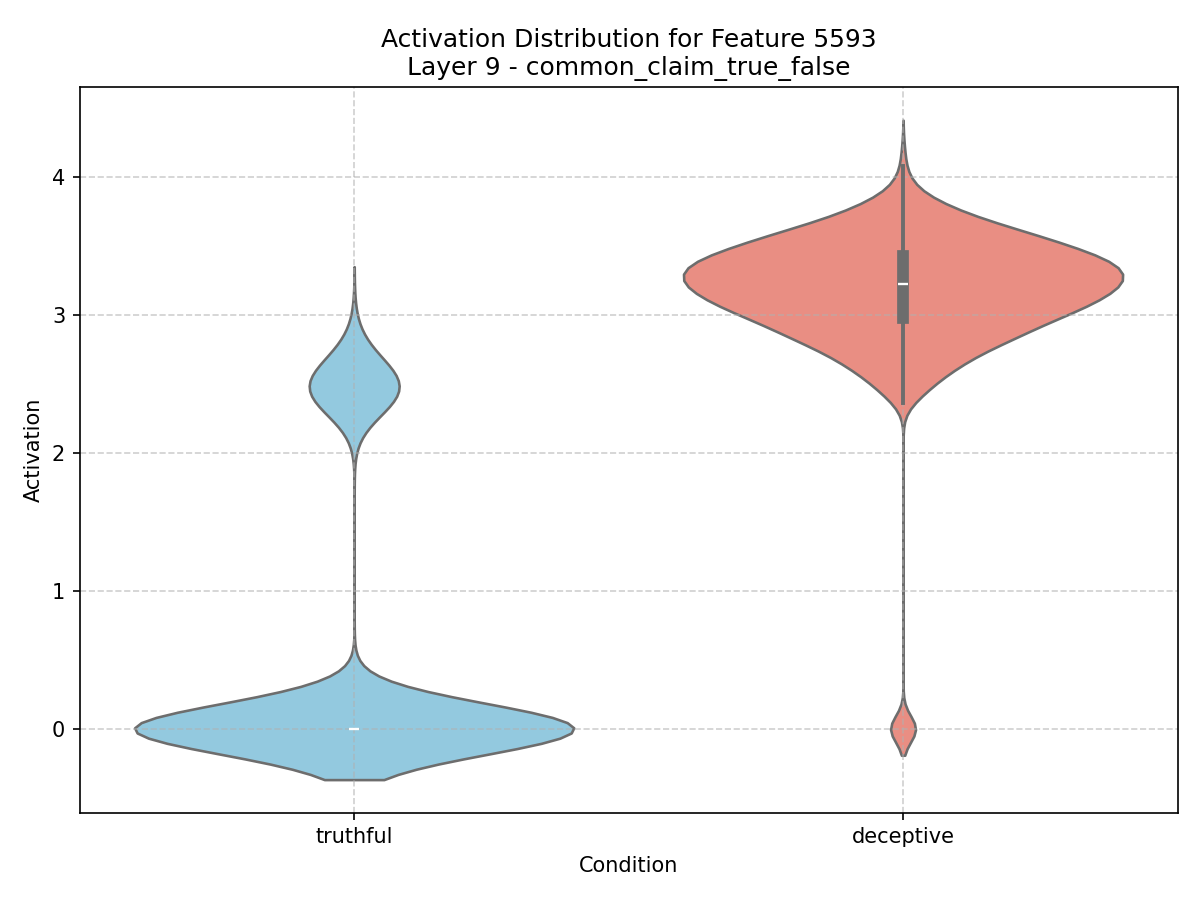 Activation Distribution for Feature 5593
Layer 9 - common_claim_true_false
Activation
4
3
2
1
0
truthful
deceptive
Condition